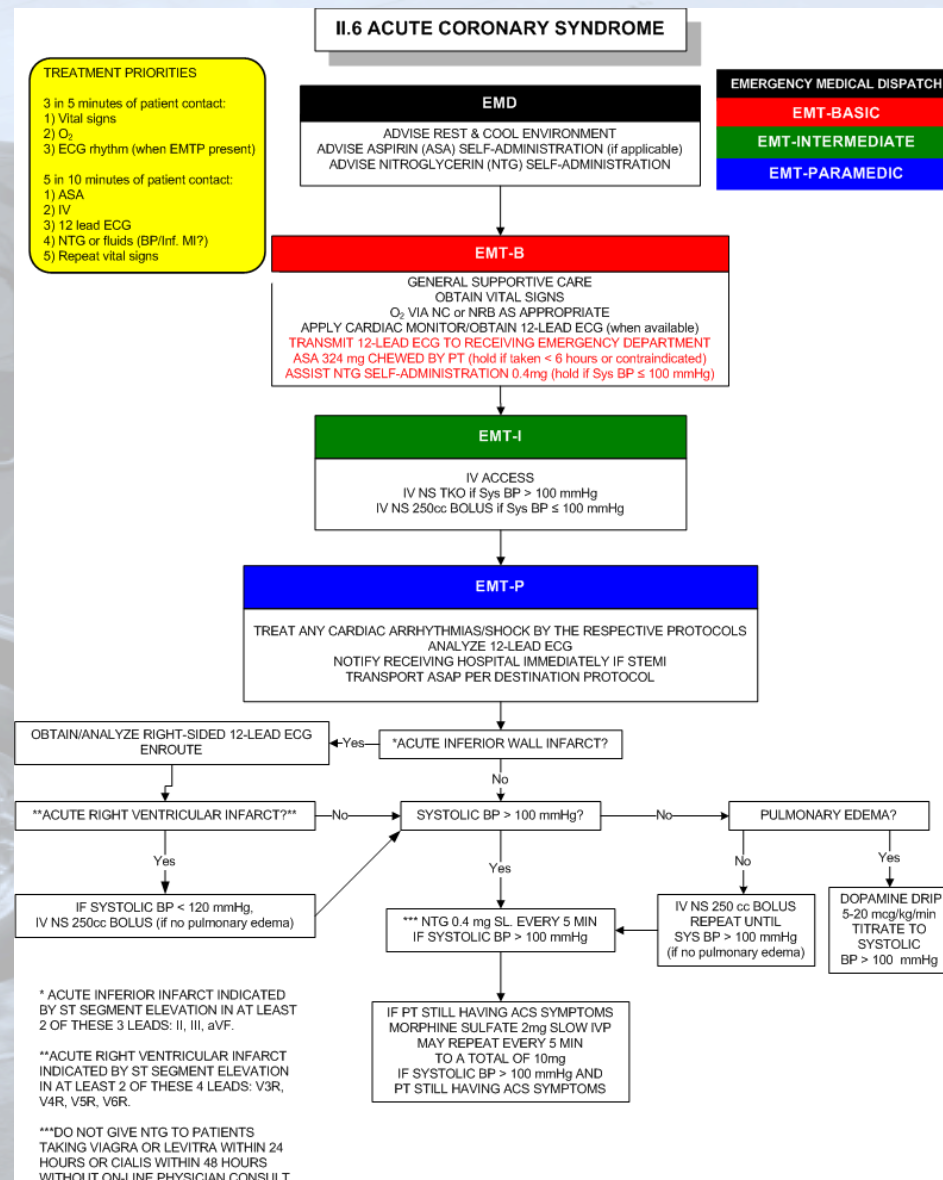 II.6 ACUTE CORONARY SYNDROME
TREATMENT PRIORITIES
3 in 5 minutes of patient contact:
1) Vital signs
2) O₂
3) ECG rhythm (when EMTP present)
5 in 10 minutes of patient contact:
1) ASA
2) IV
3) 12 lead ECG
4) NTG or fluids (BP/Inf. MI?)
5) Repeat vital signs
EMERGENCY MEDICAL DISPATCH
EMT-BASIC
EMT-INTERMEDIATE
EMT-PARAMEDIC
EMD
ADVISE REST & COOL ENVIRONMENT
ADVISE ASPIRIN (ASA) SELF-ADMINISTRATION (if applicable)
ADVISE NITROGLYCERIN (NTG) SELF-ADMINISTRATION
EMT-B
GENERAL SUPPORTIVE CARE
OBTAIN VITAL SIGNS
O₂ VIA NC or NRB AS APPROPRIATE
APPLY CARDIAC MONITOR/OBTAIN 12-LEAD ECG (when available)
TRANSMIT 12-LEAD ECG TO RECEIVING EMERGENCY DEPARTMENT
ASA 324 mg CHEWED BY PT (hold if taken < 6 hours or contraindicated)
ASSIST NTG SELF-ADMINISTRATION 0.4mg (hold if Sys BP ≤ 100 mmHg)
EMT-I
IV ACCESS
IV NS TKO if Sys BP > 100 mmHg
IV NS 250cc BOLUS if Sys BP ≤ 100 mmHg
EMT-P
TREAT ANY CARDIAC ARRHYTHMIAS/SHOCK BY THE RESPECTIVE PROTOCOLS
ANALYZE 12-LEAD ECG
NOTIFY RECEIVING HOSPITAL IMMEDIATELY IF STEMI
TRANSPORT ASAP PER DESTINATION PROTOCOL
OBTAIN/ANALYZE RIGHT-SIDED 12-LEAD ECG
ENROUTE
Yes
*ACUTE INFERIOR WALL INFARCT?
No
**ACUTE RIGHT VENTRICULAR INFARCT?**
No
SYSTOLIC BP > 100 mmHg?
No
PULMONARY EDEMA?
Yes
Yes
No
Yes
IF SYSTOLIC BP < 120 mmHg,
IV NS 250cc BOLUS (if no pulmonary edema)
*** NTG 0.4 mg SL. EVERY 5 MIN
IF SYSTOLIC BP > 100 mmHg
IV NS 250 cc BOLUS
REPEAT UNTIL
SYS BP > 100 mmHg
(if no pulmonary edema)
DOPAMINE DRIP
5-20 mcg/kg/min
TITRATE TO
SYSTOLIC
BP > 100 mmHg
IF PT STILL HAVING ACS SYMPTOMS
MORPHINE SULFATE 2mg SLOW IVP
MAY REPEAT EVERY 5 MIN
TO A TOTAL OF 10mg
IF SYSTOLIC BP > 100 mmHg AND
PT STILL HAVING ACS SYMPTOMS
* ACUTE INFERIOR INFARCT INDICATED
BY ST SEGMENT ELEVATION IN AT LEAST
2 OF THESE 3 LEADS: II, III, aVF.
**ACUTE RIGHT VENTRICULAR INFARCT
INDICATED BY ST SEGMENT ELEVATION
IN AT LEAST 2 OF THESE 4 LEADS: V3R,
V4R, V5R, V6R.
***DO NOT GIVE NTG TO PATIENTS
TAKING VIAGRA OR LEVITRA WITHIN 24
HOURS OR CIALIS WITHIN 48 HOURS
WITHOUT ON-LINE PHYSICIAN CONSULT